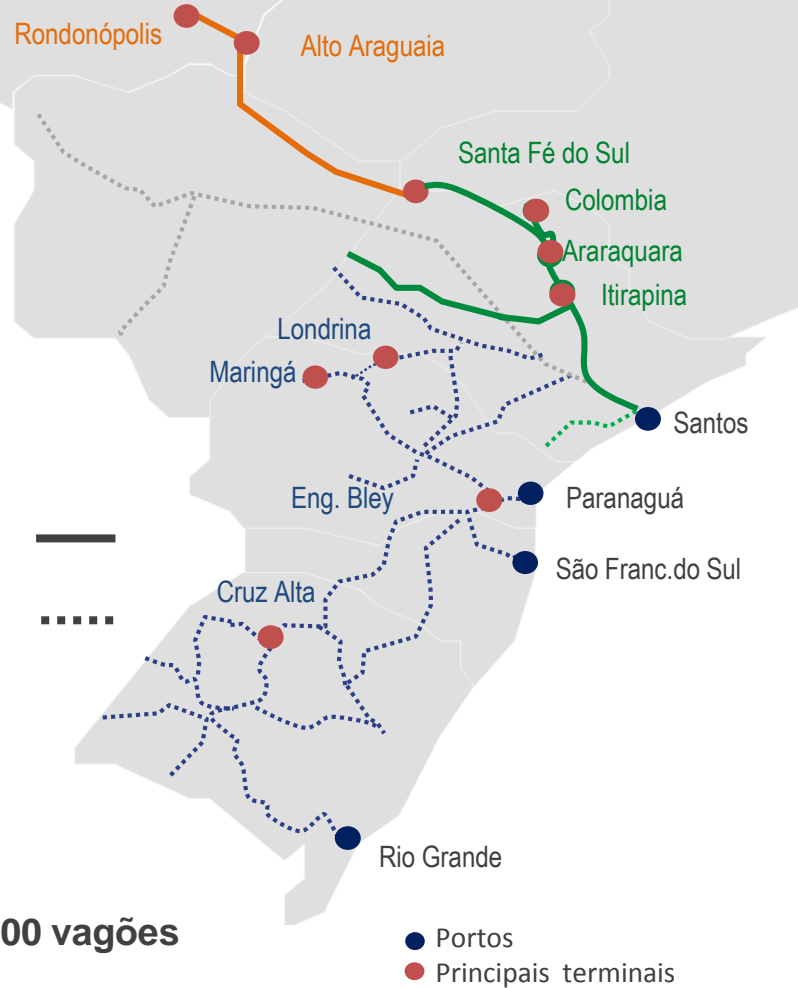 Rondonópolis
Alto Araguaia
Santa Fé do Sul
Colombia
Araraquara
Itirapina
Londrina
Maringá
Santos
Eng. Bley
Paranaguá
São Franc.do Sul
Cruz Alta
Rio Grande
00 vagões
Portos
Principais terminais